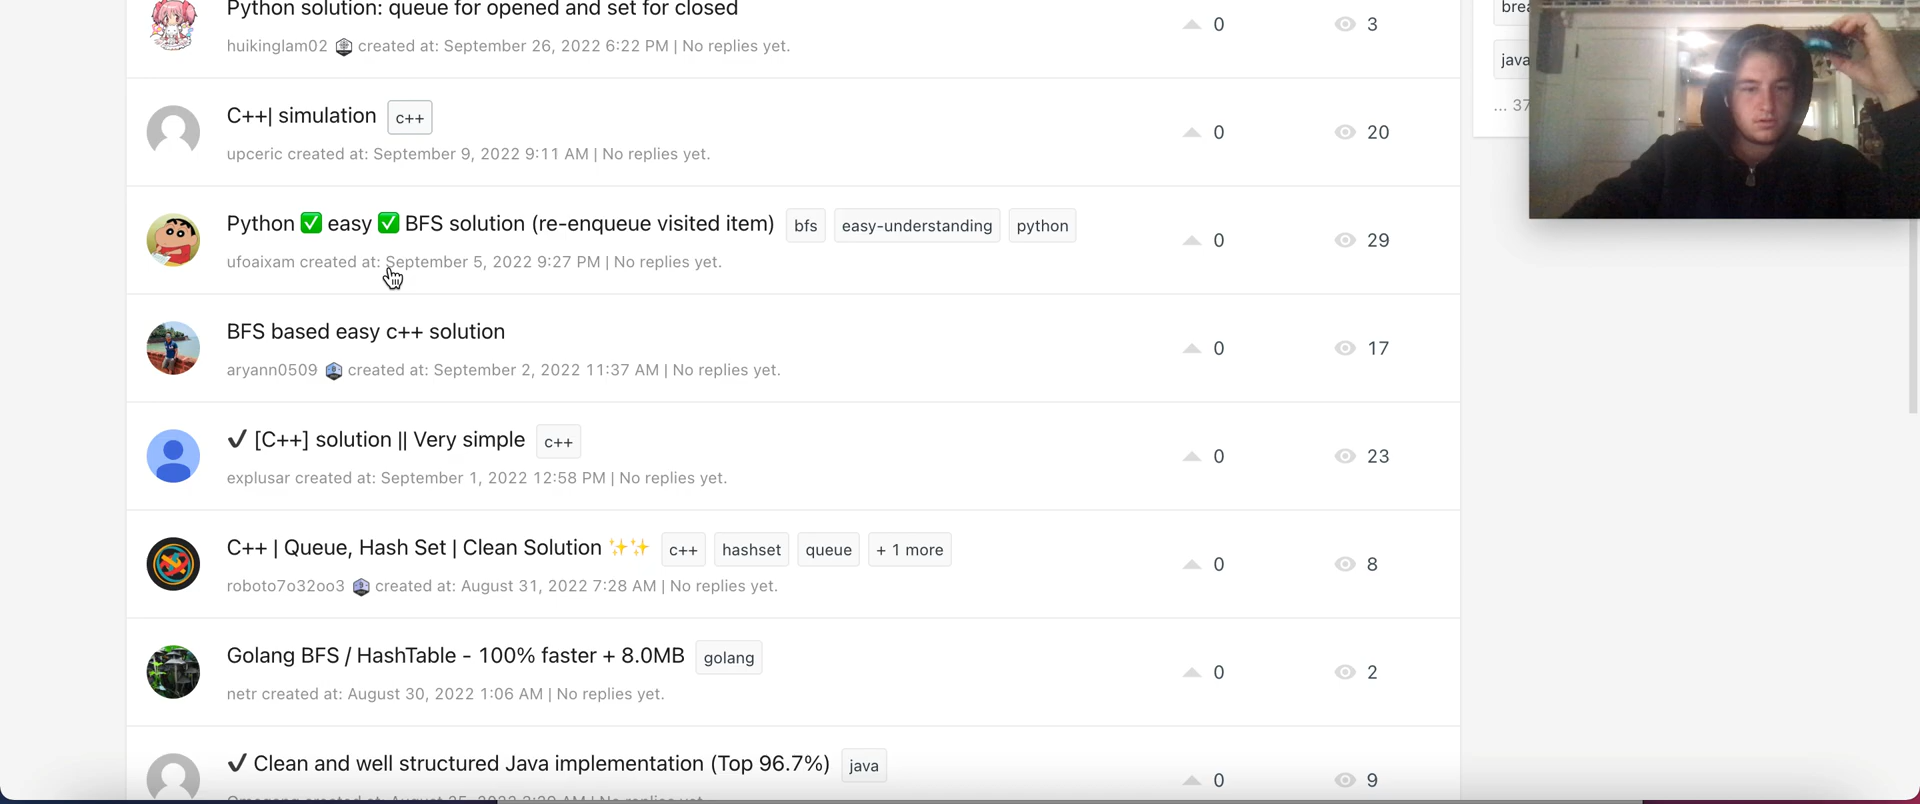 Python solution: queue for opened and set for closed
0
3
huikinglam02 created at: September 26, 2022 6:22 PM | No replies yet.
C++| simulation
c++
0
20
upceric created at: September 9, 2022 9:11 AM | No replies yet.
Python ✅ easy ✅ BFS solution (re-enqueue visited item)
bfs
easy-understanding
python
0
29
ufoaixam created at: September 5, 2022 9:27 PM | No replies yet.
BFS based easy c++ solution
0
17
aryann0509 created at: September 2, 2022 11:37 AM | No replies yet.
✔ [C++] solution || Very simple
c++
0
23
explusar created at: September 1, 2022 12:58 PM | No replies yet.
C++ | Queue, Hash Set | Clean Solution ✨✨
c++
hashset
queue
+ 1 more
0
8
roboto7o32oo3 created at: August 31, 2022 7:28 AM | No replies yet.
Golang BFS / HashTable - 100% faster + 8.0MB
golang
0
2
netr created at: August 30, 2022 1:06 AM | No replies yet.
✔ Clean and well structured Java implementation (Top 96.7%)
java
0
9
brea
java
... 37